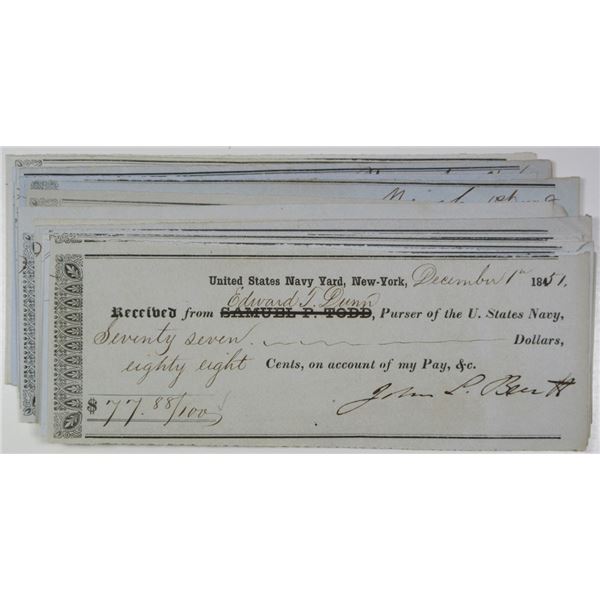 United States Navy Yard, New-York, December 1st 1851.
Edward T. Dunn
Received from SAMUEL P. TODD, Purser of the U. States Navy,
Seventy seven Dollars,
eighty eight Cents, on account of my Pay, &c.
$ 77.88/100 John L.